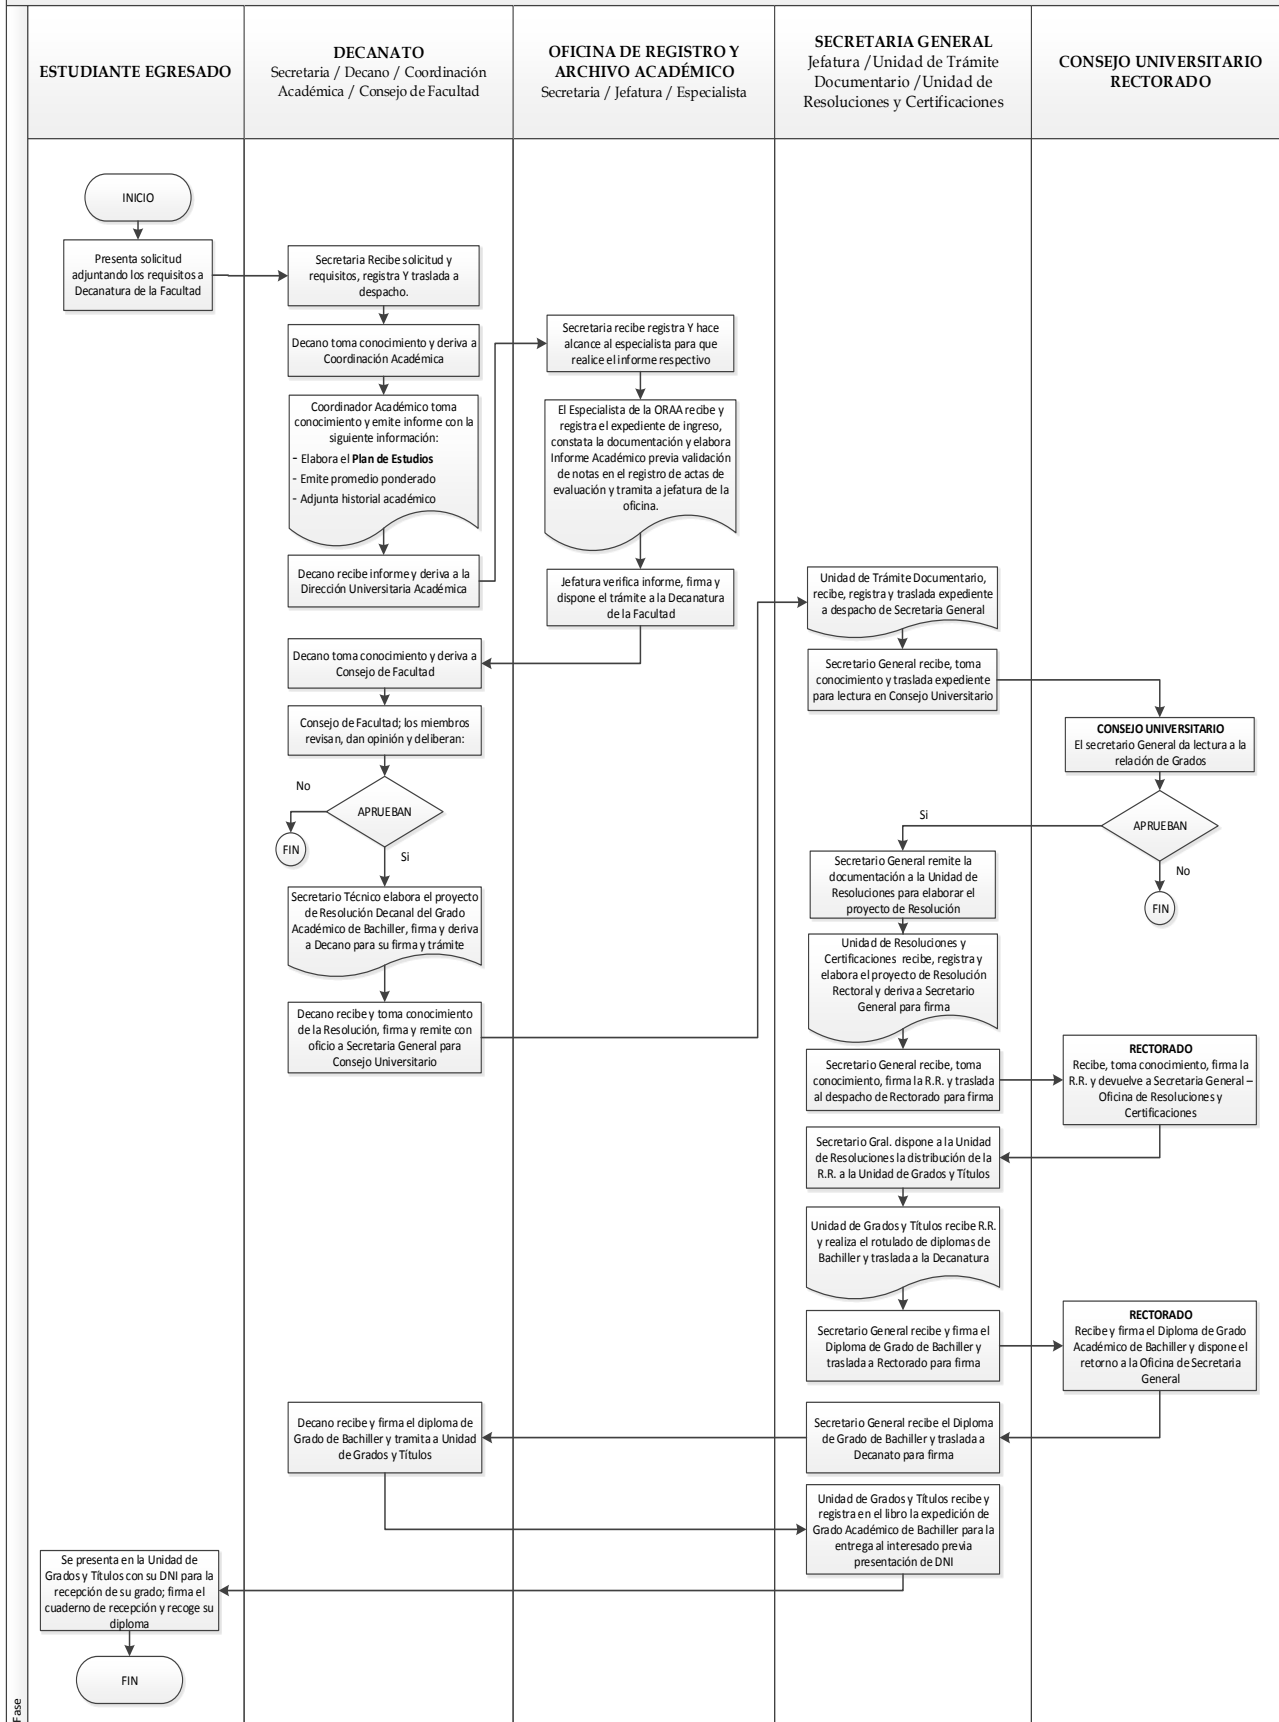 ESTUDIANTE EGRESADO
DECANATO
Secretaria / Decano / Coordinación
Académica / Consejo de Facultad
OFICINA DE REGISTRO Y
ARCHIVO ACADÉMICO
Secretaria / Jefatura / Especialista
SECRETARIA GENERAL
Jefatura /Unidad de Trámite
Documentario /Unidad de
Resoluciones y Certificaciones
CONSEJO UNIVERSITARIO
RECTORADO
INICIO
Presenta solicitud
adjuntando los requisitos a
Decanatura de la Facultad
Secretaria Recibe solicitud y
requisitos, registra Y traslada a
despacho.
Decano toma conocimiento y deriva a
Coordinación Académica
Coordinador Académico toma
conocimiento y emite informe con la
siguiente información:
- Elabora el Plan de Estudios
- Emite promedio ponderado
- Adjunta historial académico
Decano recibe informe y deriva a la
Dirección Universitaria Académica
Secretaria recibe registra Y hace
alcance al especialista para que
realice el informe respectivo
El Especialista de la ORAA recibe y
registra el expediente de ingreso,
constata la documentación y elabora
Informe Académico previa validación
de notas en el registro de actas de
evaluación y tramita a jefatura de la
oficina.
Jefatura verifica informe, firma y
dispone el trámite a la Decanatura
de la Facultad
Decano toma conocimiento y deriva a
Consejo de Facultad
Consejo de Facultad; los miembros
revisan, dan opinión y deliberan:
APRUEBAN
No
FIN
Si
Secretario Técnico elabora el proyecto
de Resolución Decanal del Grado
Académico de Bachiller, firma y deriva
a Decano para su firma y trámite
Decano recibe y toma conocimiento
de la Resolución, firma y remite con
oficio a Secretaria General para
Consejo Universitario
Unidad de Trámite Documentario,
recibe, registra y traslada expediente
a despacho de Secretaria General
Secretario General recibe, toma
conocimiento y traslada expediente
para lectura en Consejo Universitario
CONSEJO UNIVERSITARIO
El secretario General da lectura a la
relación de Grados
APRUEBAN
Si
No
FIN
Secretario General remite la
documentación a la Unidad de
Resoluciones para elaborar el
proyecto de Resolución
Unidad de Resoluciones y
Certificaciones recibe, registra y
elabora el proyecto de Resolución
Rectoral y deriva a Secretario
General para firma
Secretario General recibe, toma
conocimiento, firma la R.R. y traslada
al despacho de Rectorado para firma
RECTORADO
Recibe, toma conocimiento, firma la
R.R. y devuelve a Secretaria General –
Oficina de Resoluciones y
Certificaciones
Secretario Gral. dispone a la Unidad
de Resoluciones la distribución de la
R.R. a la Unidad de Grados y Títulos
Unidad de Grados y Títulos recibe R.R.
y realiza el rotulado de diplomas de
Bachiller y traslada a la Decanatura
Secretario General recibe y firma el
Diploma de Grado de Bachiller y
traslada a Rectorado para firma
RECTORADO
Recibe y firma el Diploma de Grado
Académico de Bachiller y dispone el
retorno a la Oficina de Secretaria
General
Secretario General recibe el Diploma
de Grado de Bachiller y traslada a
Decanato para firma
Decano recibe y firma el diploma de
Grado de Bachiller y tramita a Unidad
de Grados y Títulos
Unidad de Grados y Títulos recibe y
registra en el libro la expedición de
Grado Académico de Bachiller para la
entrega al interesado previa
presentación de DNI
Se presenta en la Unidad de
Grados y Títulos con su DNI para la
recepción de su grado; firma el
cuaderno de recepción y recoge su
diploma
FIN
Fase